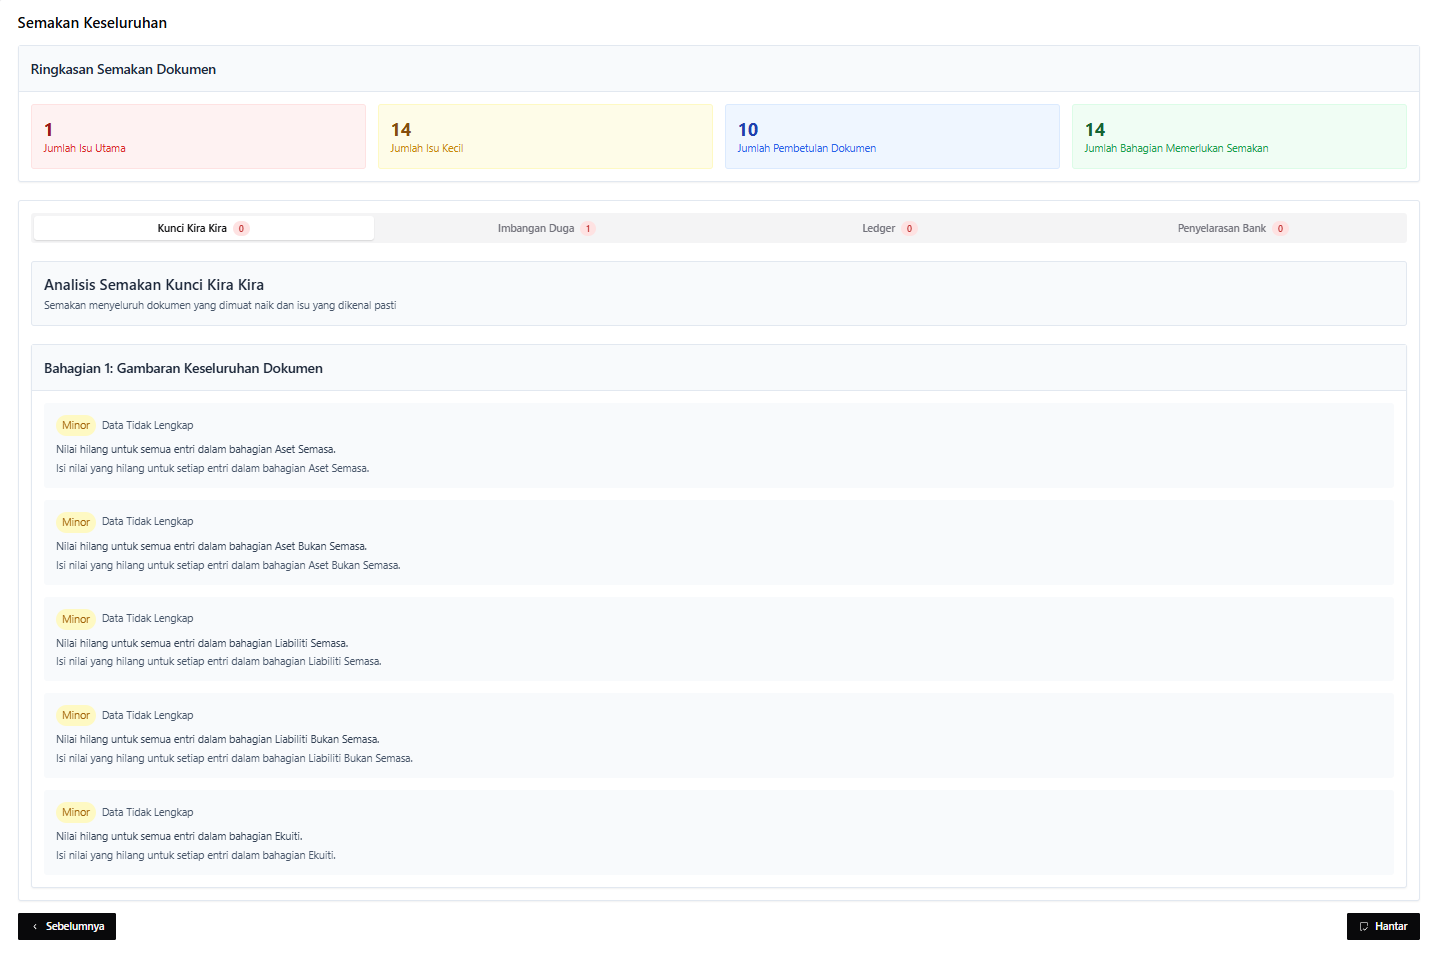 Semakan Keseluruhan
Ringkasan Semakan Dokumen
1
Jumlah Isu Utama
14
Jumlah Isu Kecil
10
Jumlah Pembetulan Dokumen
14
Jumlah Bahagian Memerlukan Semakan
Kunci Kira Kira 0
Imbangan Duga 1
Ledger 0
Penyelarasan Bank 0
Analisis Semakan Kunci Kira Kira
Semakan menyeluruh dokumen yang dimuat naik dan isu yang dikenal pasti
Bahagian 1: Gambaran Keseluruhan Dokumen
Minor Data Tidak Lengkap
Nilai hilang untuk semua entri dalam bahagian Aset Semasa.
Isi nilai yang hilang untuk setiap entri dalam bahagian Aset Semasa.
Minor Data Tidak Lengkap
Nilai hilang untuk semua entri dalam bahagian Aset Bukan Semasa.
Isi nilai yang hilang untuk setiap entri dalam bahagian Aset Bukan Semasa.
Minor Data Tidak Lengkap
Nilai hilang untuk semua entri dalam bahagian Liabiliti Semasa.
Isi nilai yang hilang untuk setiap entri dalam bahagian Liabiliti Semasa.
Minor Data Tidak Lengkap
Nilai hilang untuk semua entri dalam bahagian Liabiliti Bukan Semasa.
Isi nilai yang hilang untuk setiap entri dalam bahagian Liabiliti Bukan Semasa.
Minor Data Tidak Lengkap
Nilai hilang untuk semua entri dalam bahagian Ekuiti.
Isi nilai yang hilang untuk setiap entri dalam bahagian Ekuiti.
Sebelumnya
Hantar